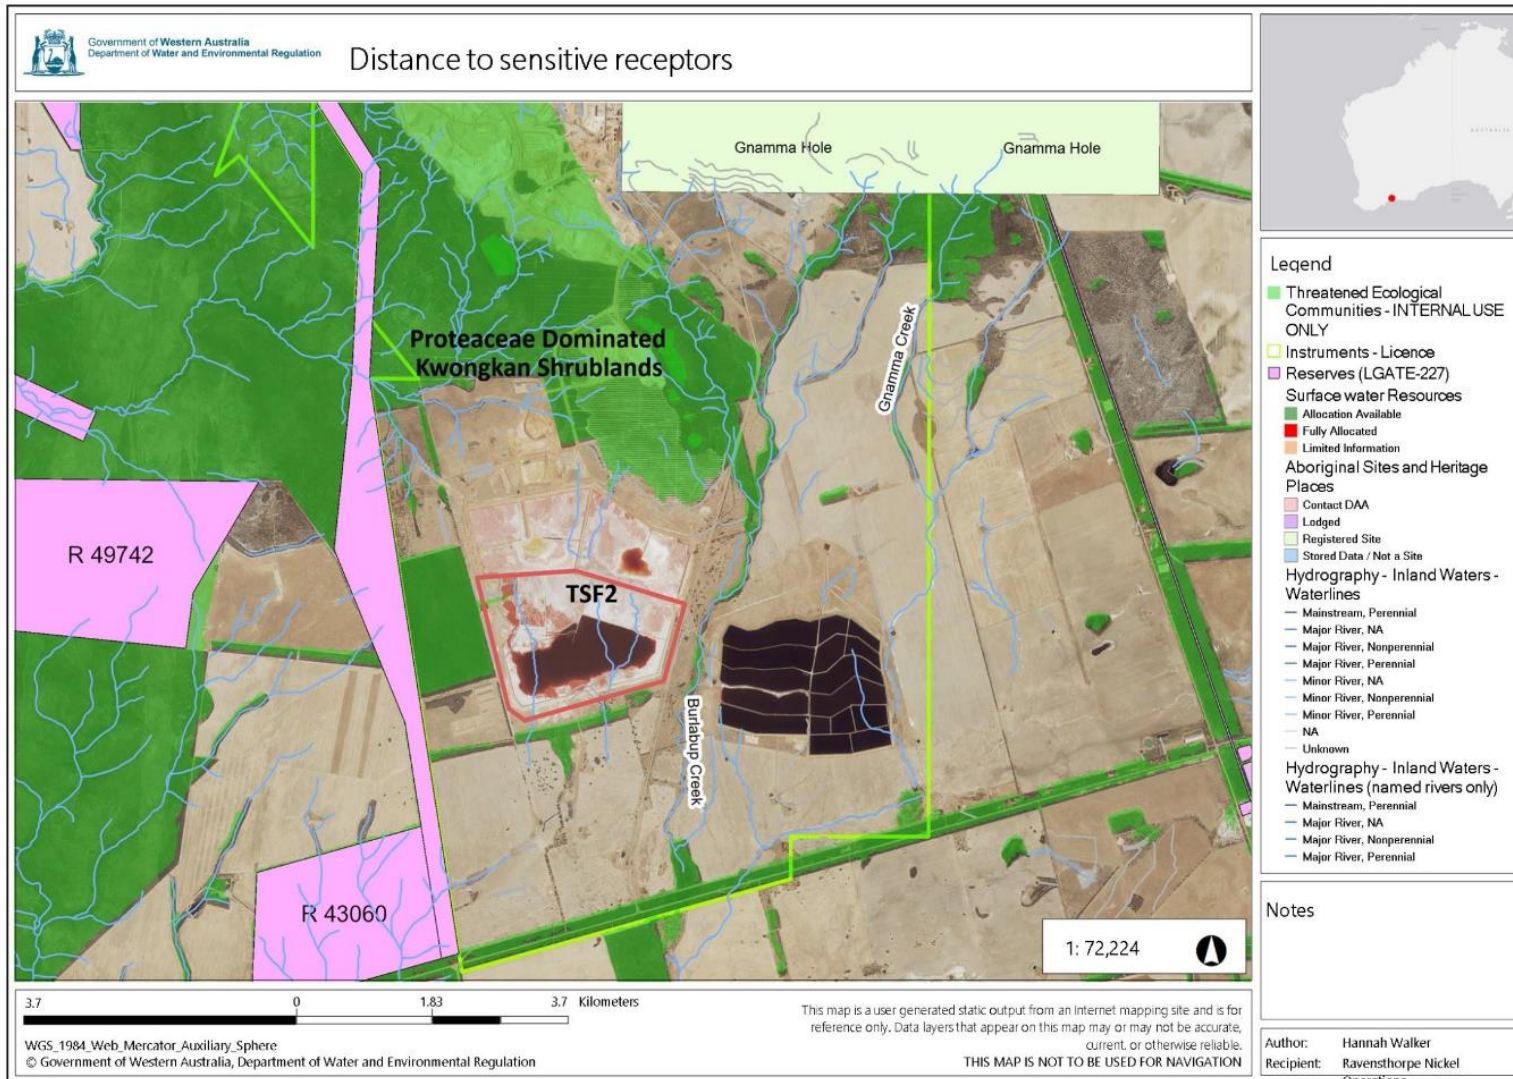 Government of Western Australia
Department of Water and Environmental Regulation
Distance to sensitive receptors
Gnamma Hole
Gnamma Hole
Proteaceae Dominated
Kwongkan Shrublands
Gnamma Creek
R 49742
TSF2
Burlabup Creek
R 43060
1: 72,224
Legend
Threatened Ecological
Communities - INTERNAL USE
ONLY
Instruments - Licence
Reserves (LGATE-227)
Surface water Resources
Allocation Available
Fully Allocated
Limited Information
Aboriginal Sites and Heritage
Places
Contact DAA
Lodged
Registered Site
Stored Data / Not a Site
Hydrography - Inland Waters -
Waterlines
Mainstream, Perennial
Major River, NA
Major River, Nonperennial
Major River, Perennial
Minor River, NA
Minor River, Nonperennial
Minor River, Perennial
NA
Unknown
Hydrography - Inland Waters -
Waterlines (named rivers only)
Mainstream, Perennial
Major River, NA
Major River, Nonperennial
Major River, Perennial
Notes
3.7 0 1.83 3.7 Kilometers
WGS_1984_Web_Mercator_Auxiliary_Sphere
© Government of Western Australia, Department of Water and Environmental Regulation
This map is a user generated static output from an Internet mapping site and is for
reference only. Data layers that appear on this map may or may not be accurate,
current, or otherwise reliable.
THIS MAP IS NOT TO BE USED FOR NAVIGATION
Author: Hannah Walker
Recipient: Ravensthorpe Nickel